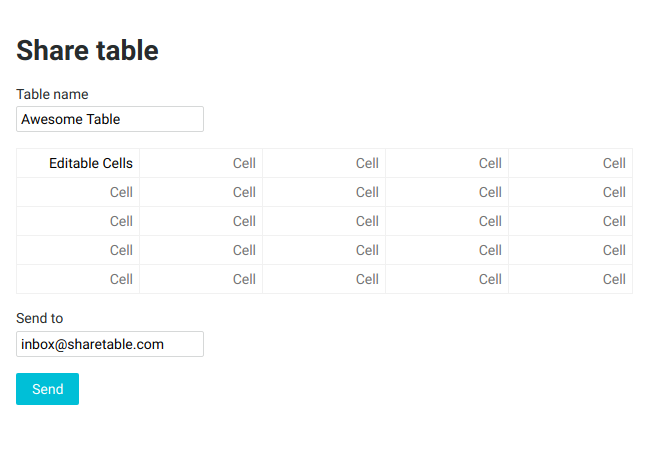 Share table
Table name
Awesome Table
Editable Cells Cell Cell Cell Cell
Cell Cell Cell Cell Cell
Cell Cell Cell Cell Cell
Cell Cell Cell Cell Cell
Cell Cell Cell Cell Cell
Send to
inbox@sharetable.com
Send